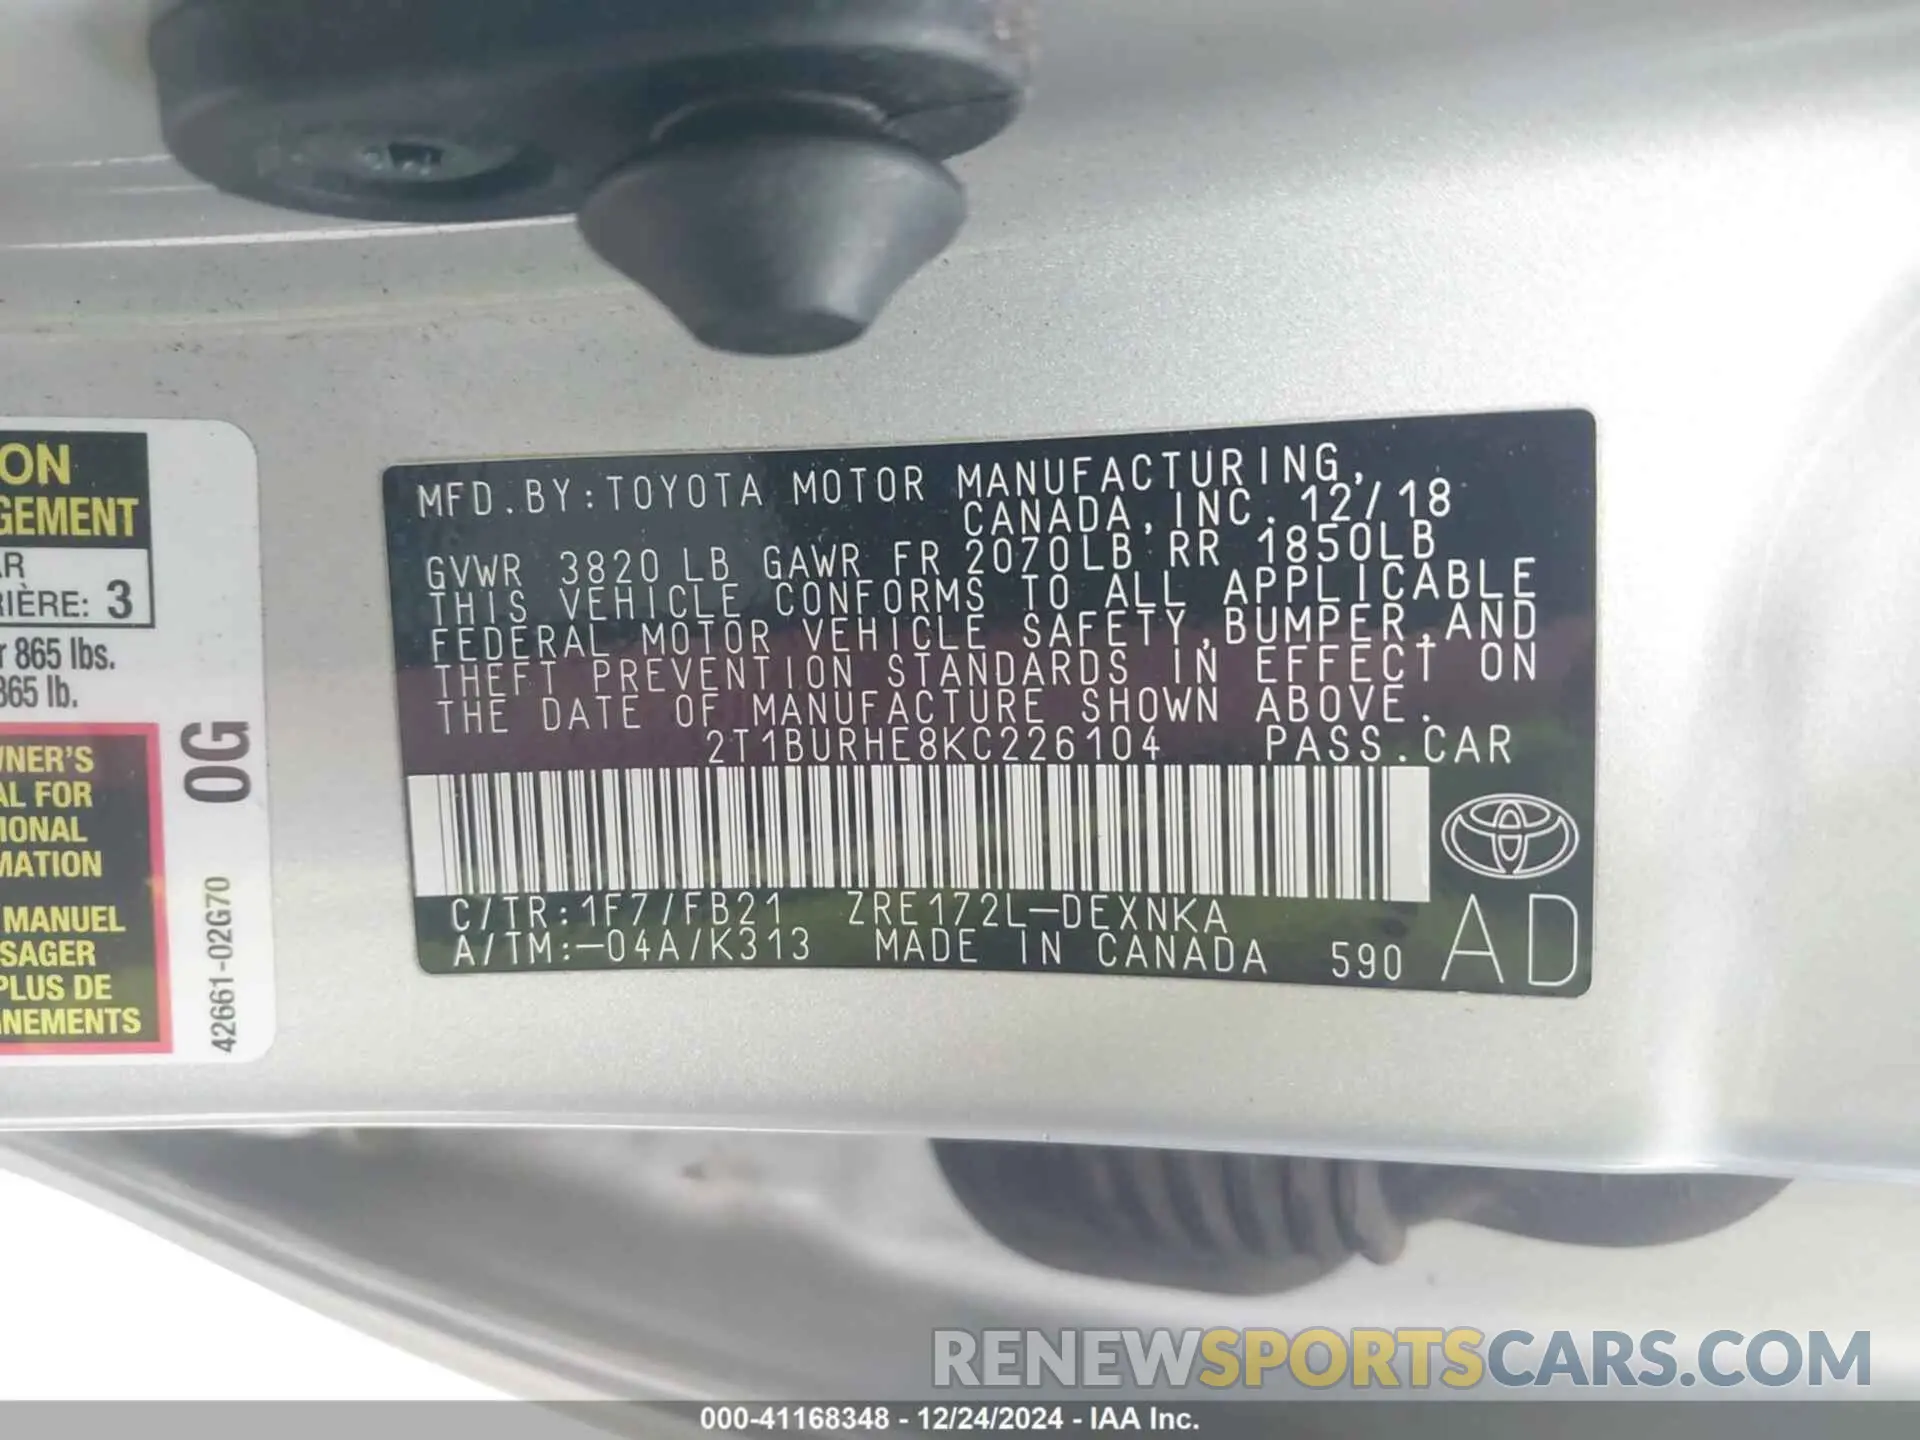 ON
GEMENT
AR
RIÈRE: 3
r 865 lbs.
865 lb.
WNER'S
AL FOR
IONAL
MATION
MANUEL
SAGER
PLUS DE
GNEMENTS
0G
42661-02G70
MFD.BY:TOYOTA MOTOR MANUFACTURING,
CANADA,INC. 12/18
GVWR 3820 LB GAWR FR 2070LB RR 1850LB
THIS VEHICLE CONFORMS TO ALL APPLICABLE
FEDERAL MOTOR VEHICLE SAFETY,BUMPER,AND
THEFT PREVENTION STANDARDS IN EFFECT ON
THE DATE OF MANUFACTURE SHOWN ABOVE.
2T1BURHE8KC226104 PASS.CAR
C/TR:1F7/FB21 ZRE172L-DEXNKA
A/TM:-04A/K313 MADE IN CANADA 590 AD
RENEWSPORTSCARS.COM
000-41168348 - 12/24/2024 - IAA Inc.